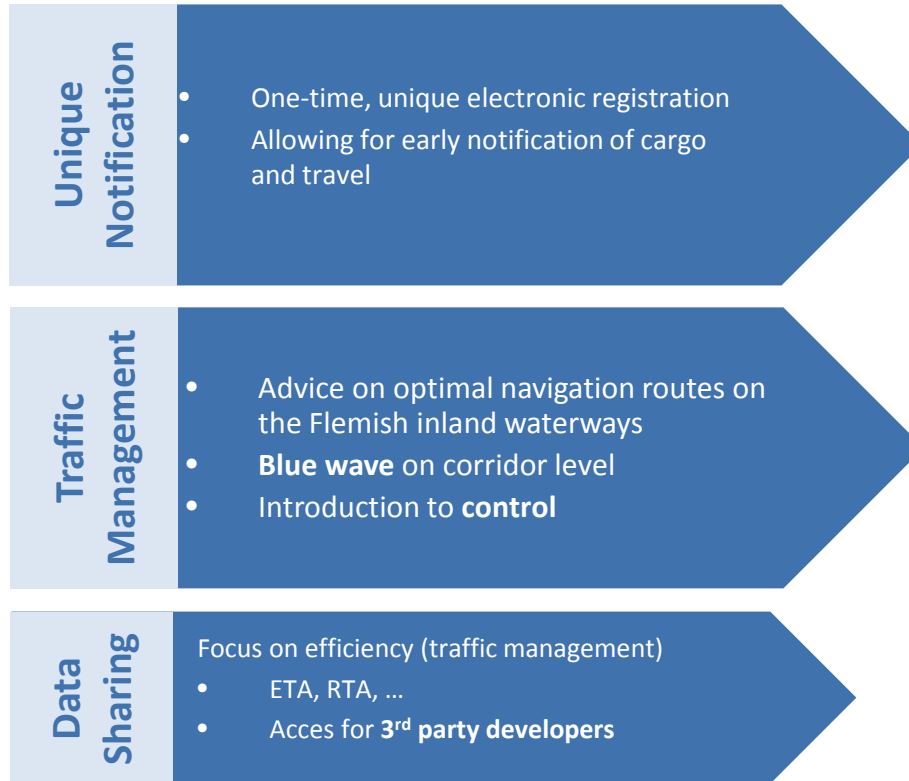 Unique
Notification
• One-time, unique electronic registration
• Allowing for early notification of cargo
and travel
Traffic
Management
• Advice on optimal navigation routes on
the Flemish inland waterways
• Blue wave on corridor level
• Introduction to control
Data
Sharing
Focus on efficiency (traffic management)
• ETA, RTA, ...
• Acces for 3rd party developers